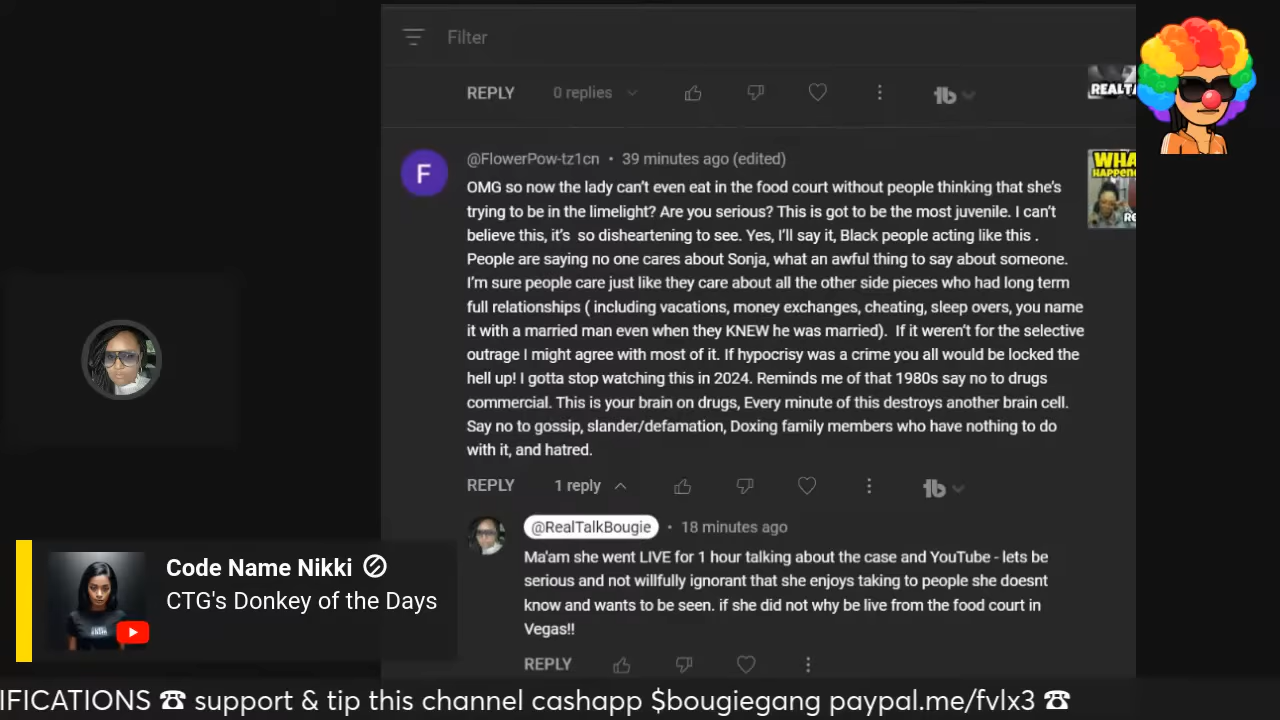 Filter
REPLY 0 replies
REALTA
@FlowerPow-tz1cn • 39 minutes ago (edited)
OMG so now the lady can't even eat in the food court without people thinking that she's
trying to be in the limelight? Are you serious? This is got to be the most juvenile. I can't
believe this, it's so disheartening to see. Yes, I'll say it, Black people acting like this .
People are saying no one cares about Sonja, what an awful thing to say about someone.
I'm sure people care just like they care about all the other side pieces who had long term
full relationships ( including vacations, money exchanges, cheating, sleep overs, you name
it with a married man even when they KNEW he was married). If it weren't for the selective
outrage I might agree with most of it. If hypocrisy was a crime you all would be locked the
hell up! I gotta stop watching this in 2024. Reminds me of that 1980s say no to drugs
commercial. This is your brain on drugs, Every minute of this destroys another brain cell.
Say no to gossip, slander/defamation, Doxing family members who have nothing to do
with it, and hatred.
F
WHA
HAPPEN
RE
REPLY 1 reply
@RealTalkBougie • 18 minutes ago
Ma'am she went LIVE for 1 hour talking about the case and YouTube - lets be
serious and not willfully ignorant that she enjoys taking to people she doesnt
know and wants to be seen. if she did not why be live from the food court in
Vegas!!
REPLY
Code Name Nikki
CTG's Donkey of the Days
IFICATIONS ☎ support & tip this channel cashapp $bougiegang paypal.me/fvlx3 ☎